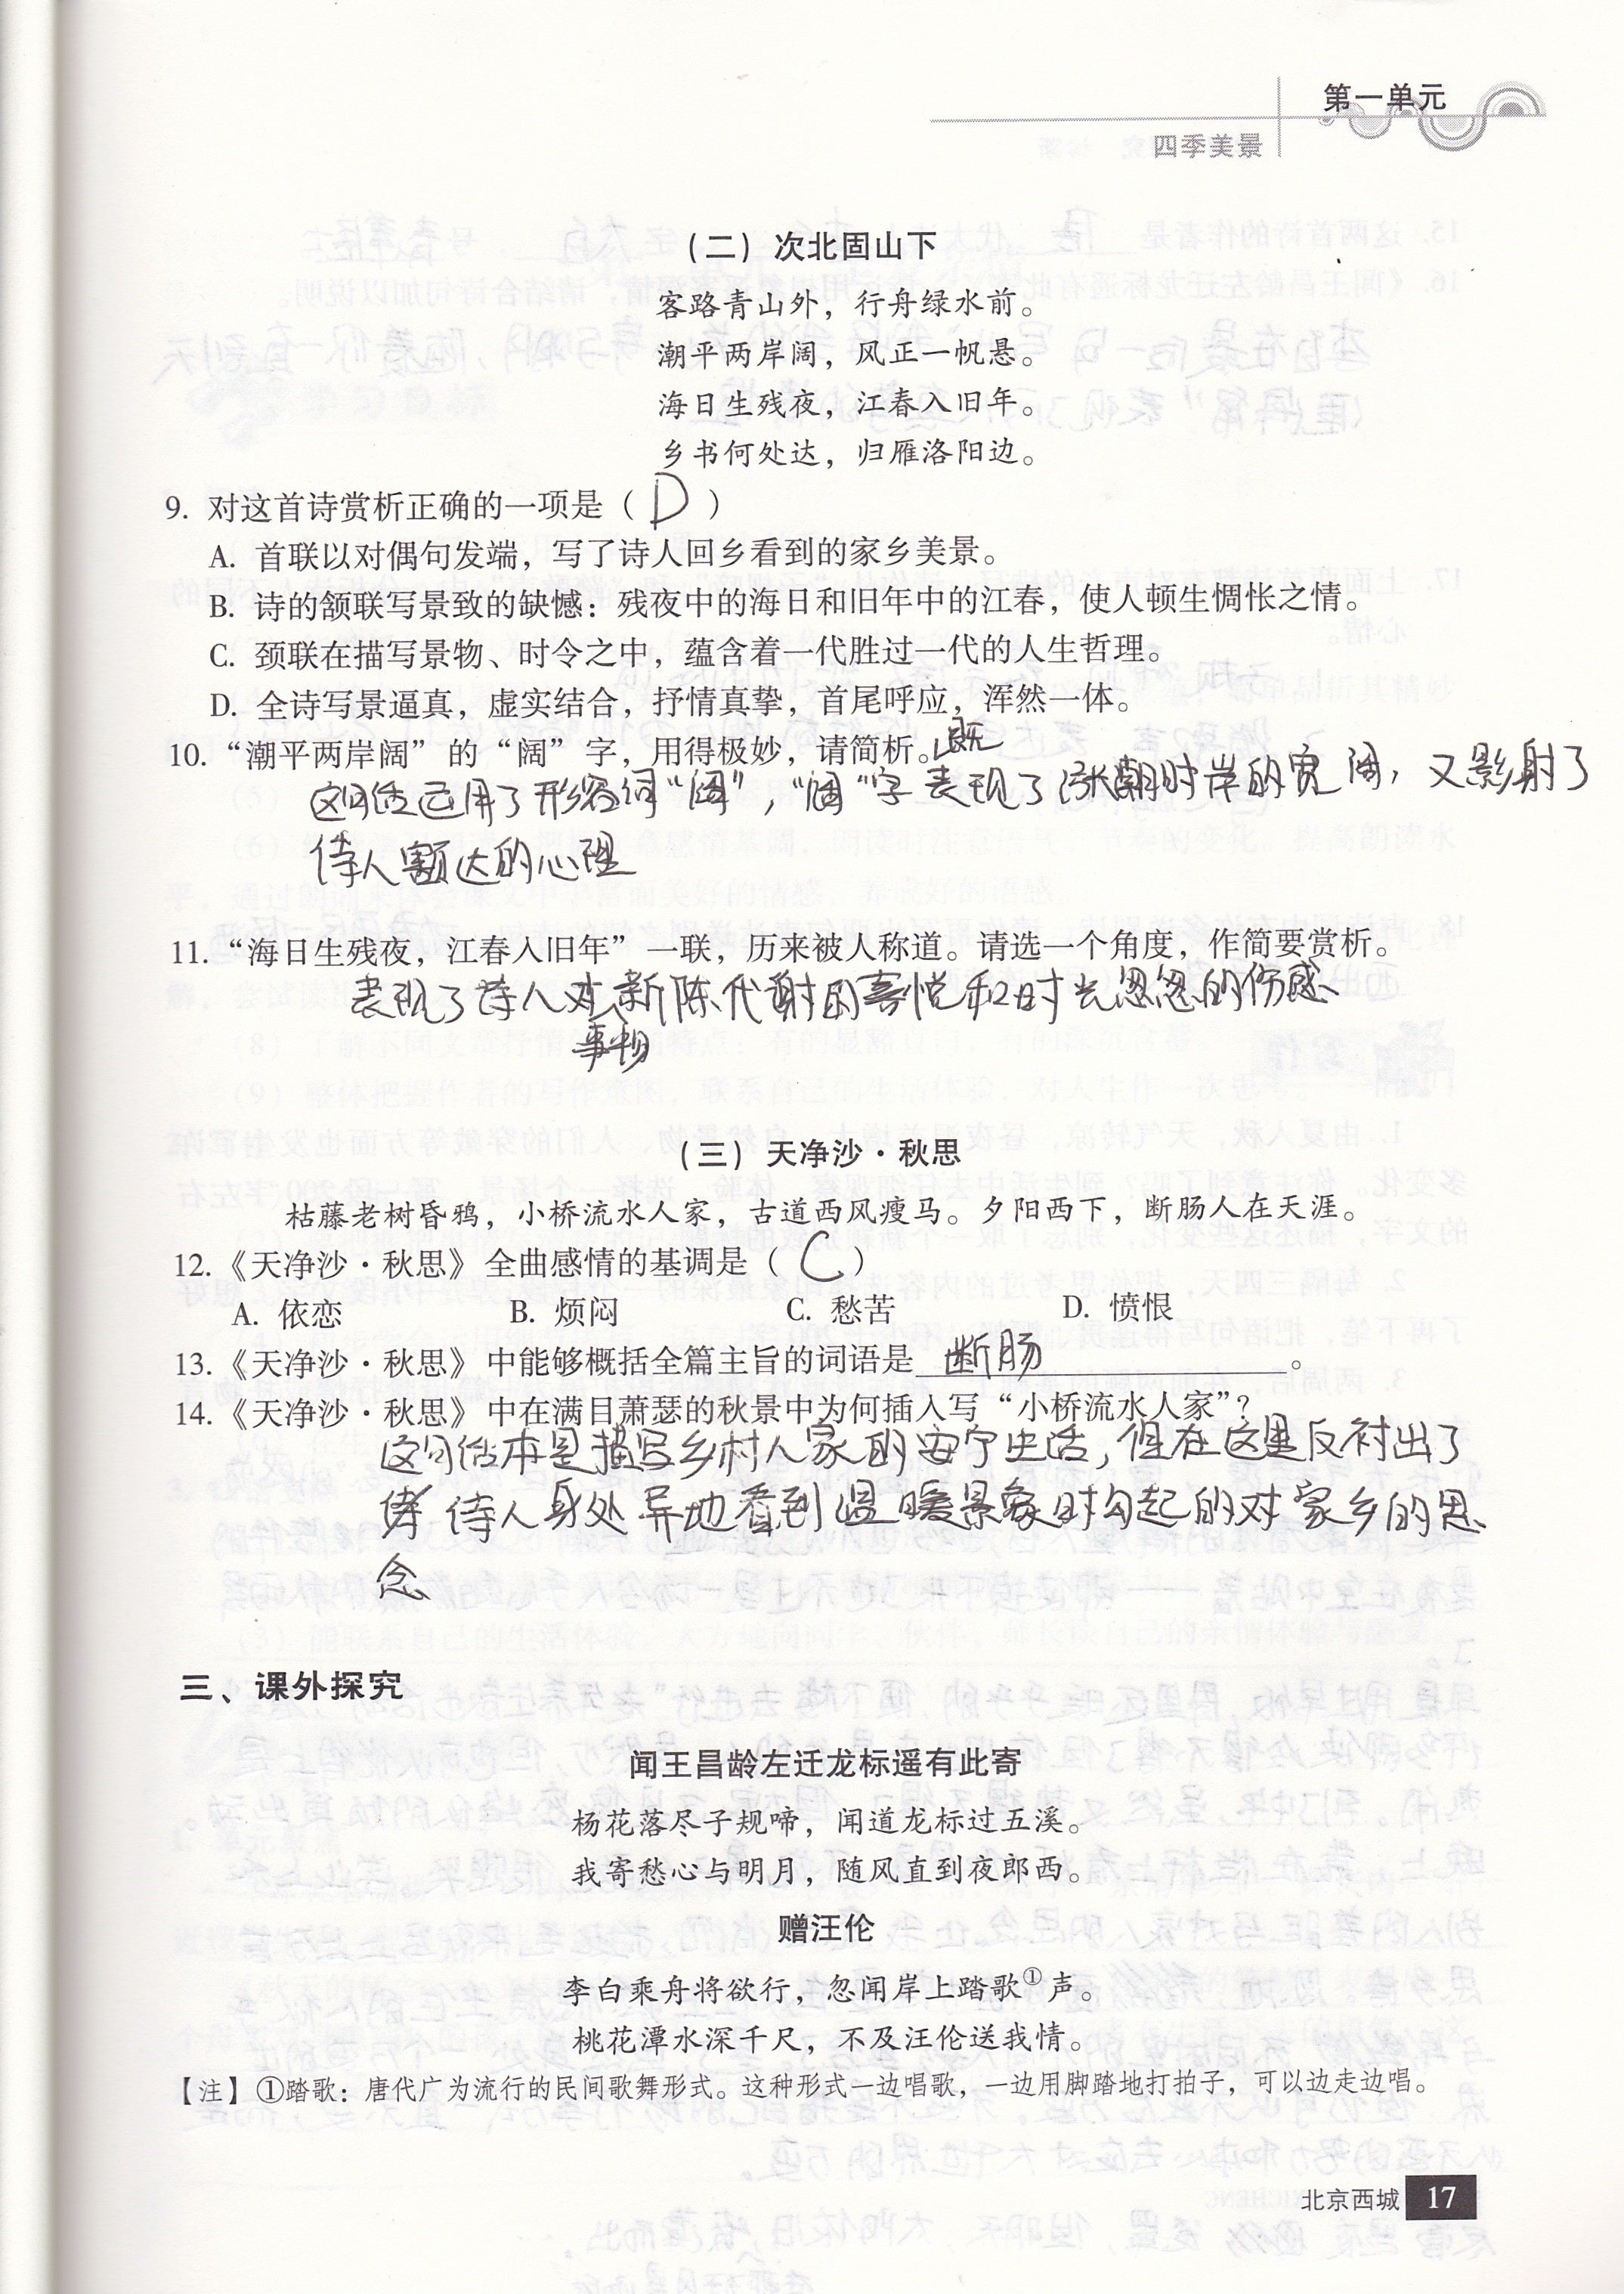 第一单元
四季美景
（二）次北固山下
客路青山外，行舟绿水前。
潮平两岸阔，风正一帆悬。
海日生残夜，江春入旧年。
乡书何处达，归雁洛阳边。
9. 对这首诗赏析正确的一项是（ D ）
A. 首联以对偶句发端，写了诗人回乡看到的家乡美景。
B. 诗的颔联写景致的缺憾：残夜中的海日和旧年中的江春，使人顿生惆怅之情。
C. 颈联在描写景物、时令之中，蕴含着一代胜过一代的人生哲理。
D. 全诗写景逼真，虚实结合，抒情真挚，首尾呼应，浑然一体。
10. “潮平两岸阔”的“阔”字，用得极妙，请简析。
既
这句话运用了形容词“阔”，“阔”字表现了涨潮时岸的宽阔，又影射了
诗人豁达的心理
11. “海日生残夜，江春入旧年”一联，历来被人称道。请选一个角度，作简要赏析。
表现了诗人对新陈代谢的喜悦和时光忽忽的伤感
事物
（三）天净沙·秋思
枯藤老树昏鸦，小桥流水人家，古道西风瘦马。夕阳西下，断肠人在天涯。
12.《天净沙·秋思》全曲感情的基调是（ C ）
A. 依恋 B. 烦闷 C. 愁苦 D. 愤恨
13.《天净沙·秋思》中能够概括全篇主旨的词语是 断肠 。
14.《天净沙·秋思》中在满目萧瑟的秋景中为何插入写“小桥流水人家”？
这句话本是描写乡村人家的安宁生活，但在这里反衬出了
诗人身处异地看到温暖景象时勾起的对家乡的思
念
三、课外探究
闻王昌龄左迁龙标遥有此寄
杨花落尽子规啼，闻道龙标过五溪。
我寄愁心与明月，随风直到夜郎西。
赠汪伦
李白乘舟将欲行，忽闻岸上踏歌①声。
桃花潭水深千尺，不及汪伦送我情。
【注】①踏歌：唐代广为流行的民间歌舞形式。这种形式一边唱歌，一边用脚踏地打拍子，可以边走边唱。
北京西城 17